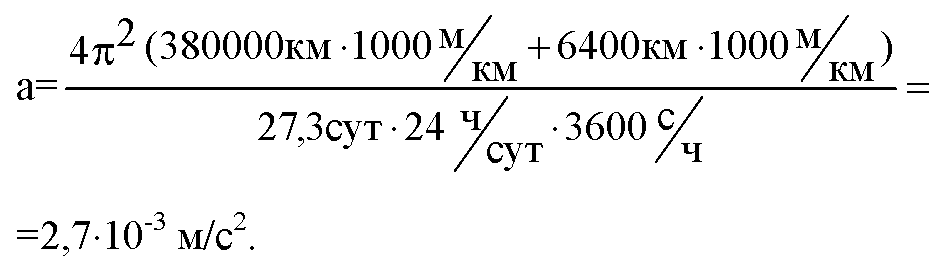 a= 4π² (380000км·1000 м/км +6400км·1000 м/км) =
27,3сут·24 ч/сут ·3600 с/ч
=2,7·10⁻³ м/с².